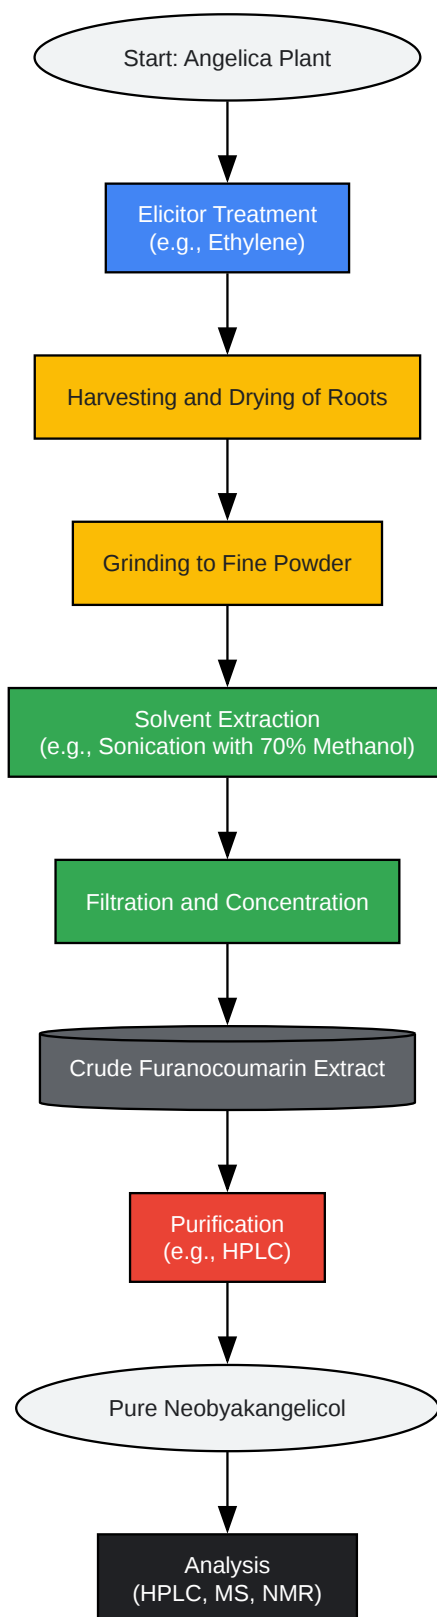 Start: Angelica Plant
Elicitor Treatment
(e.g., Ethylene)
Harvesting and Drying of Roots
Grinding to Fine Powder
Solvent Extraction
(e.g., Sonication with 70% Methanol)
Filtration and Concentration
Crude Furanocoumarin Extract
Purification
(e.g., HPLC)
Pure Neobyakangelicol
Analysis
(HPLC, MS, NMR)